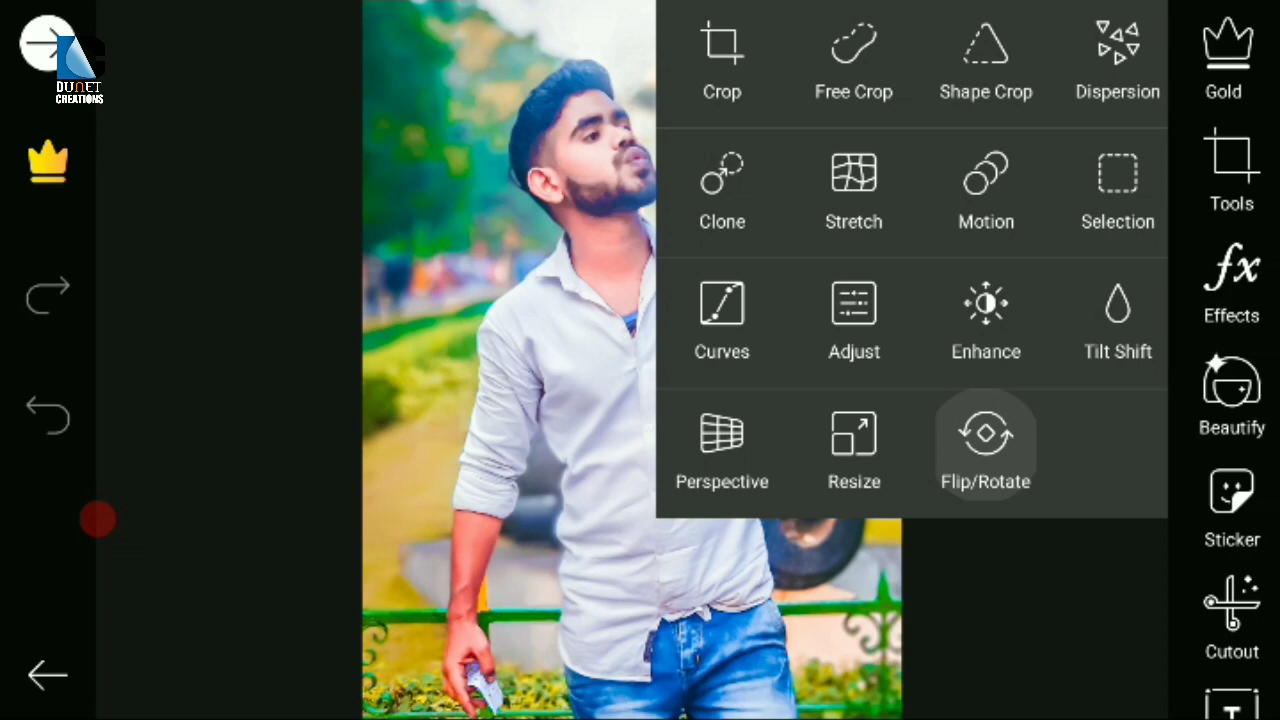 DUNET
CREATIONS
Crop
Free Crop
Shape Crop
Dispersion
Clone
Stretch
Motion
Selection
Curves
Adjust
Enhance
Tilt Shift
Perspective
Resize
Flip/Rotate
Gold
Tools
fx
Effects
Beautify
Sticker
Cutout
T